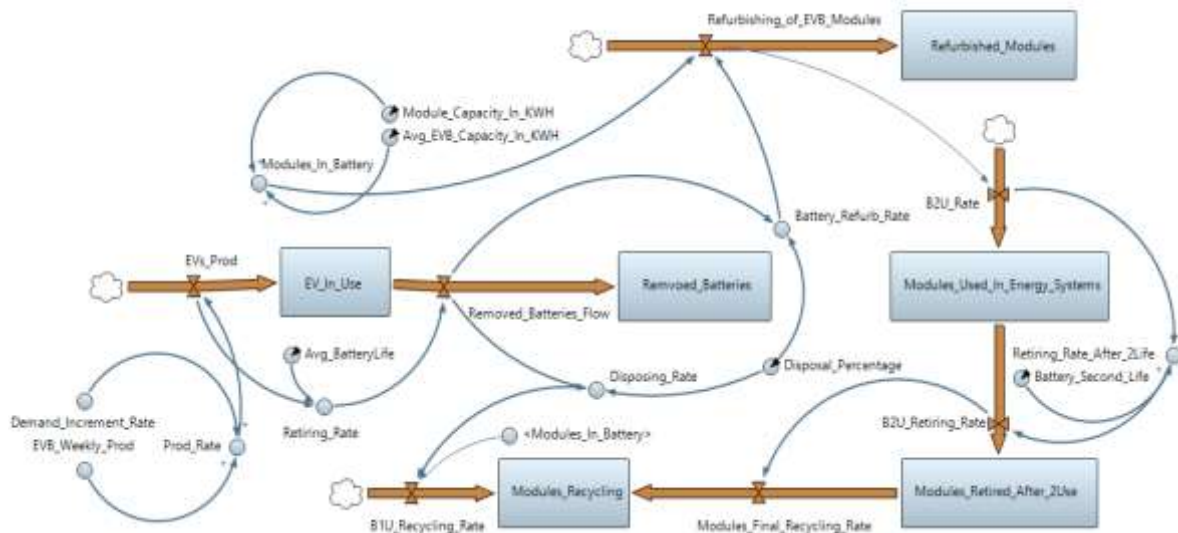 Refurbishing_of_EVB_Modules
Refurbished_Modules
Module_Capacity_In_KWH
Avg_EVB_Capacity_In_KWH
Modules_In_Battery
B2U_Rate
Battery_Refurb_Rate
EVs_Prod
EV_In_Use
Remvoed_Batteries
Modules_Used_In_Energy_Systems
Removed_Batteries_Flow
Avg_BatteryLife
Disposal_Percentage
Retiring_Rate_After_2Life
Battery_Second_Life
Disposing_Rate
Demand_Increment_Rate
EVB_Weekly_Prod
Prod_Rate
Retiring_Rate
<Modules_In_Battery>
B2U_Retiring_Rate
Modules_Recycling
Modules_Retired_After_2Use
B1U_Recycling_Rate
Modules_Final_Recycling_Rate